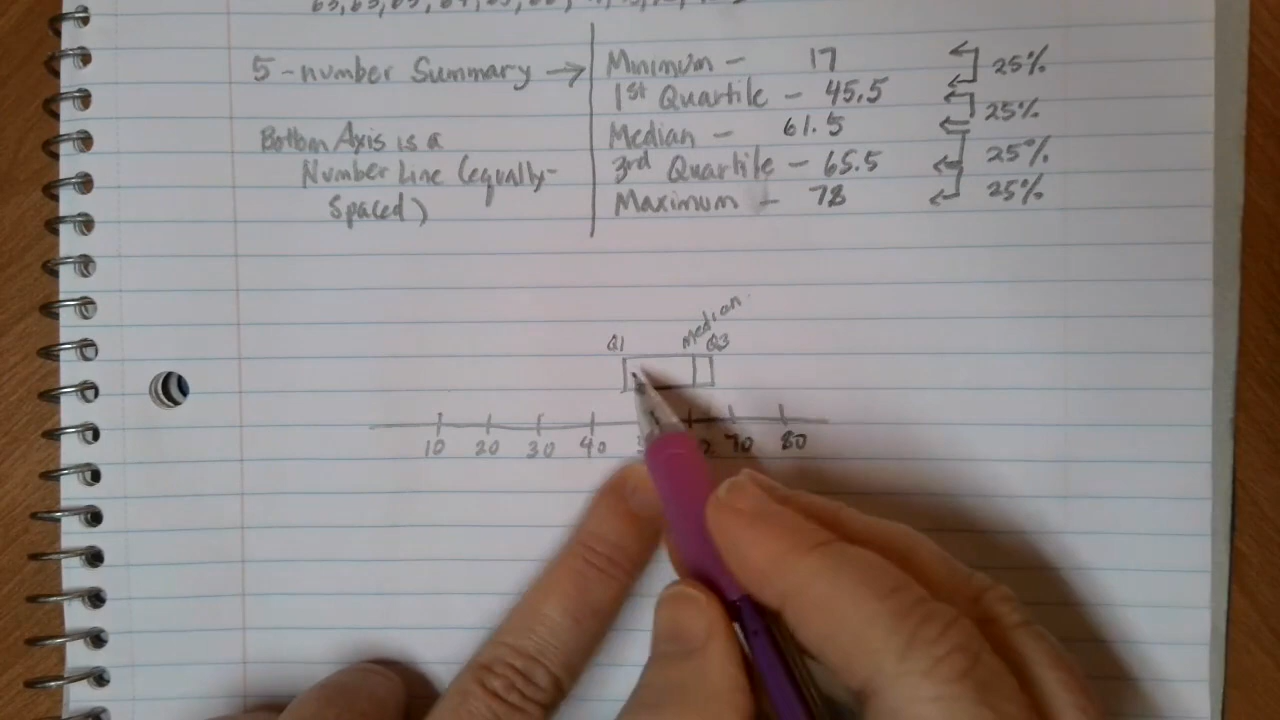 5-number Summary →
Minimum - 17
25%
1st Quartile - 45.5
25%
Median - 61.5
25%
3rd Quartile - 65.5
25%
Maximum - 78
Bottom Axis is a
Number Line (equally-
Spaced)
Median
Q1
Q3
10 20 30 40 70 80